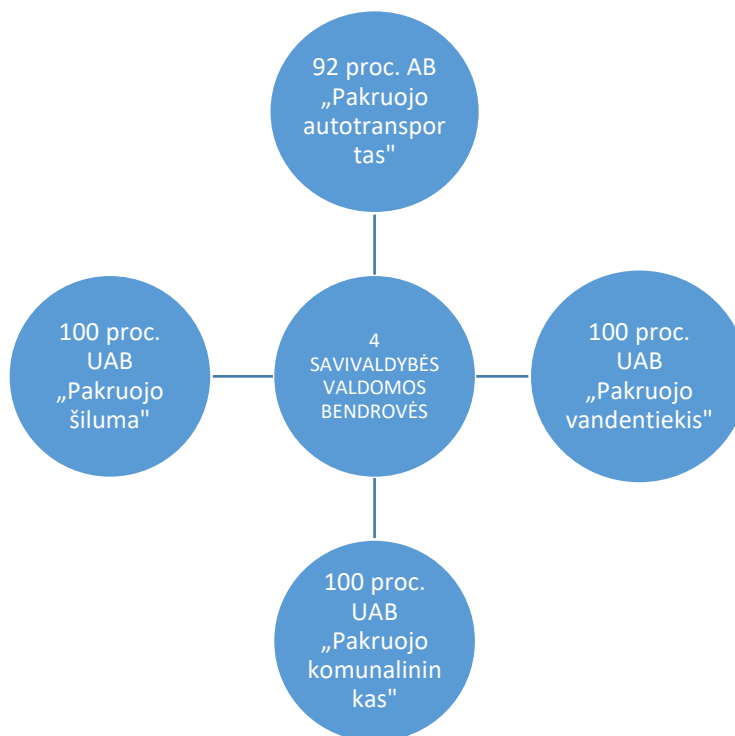 92 proc. AB
„Pakruojo
autotranspor
tas"
100 proc.
UAB
„Pakruojo
šiluma"
4
SAVIVALDYBĖS
VALDOMOS
BENDROVĖS
100 proc.
UAB
„Pakruojo
vandentiekis"
100 proc.
UAB
„Pakruojo
komunalinin
kas"